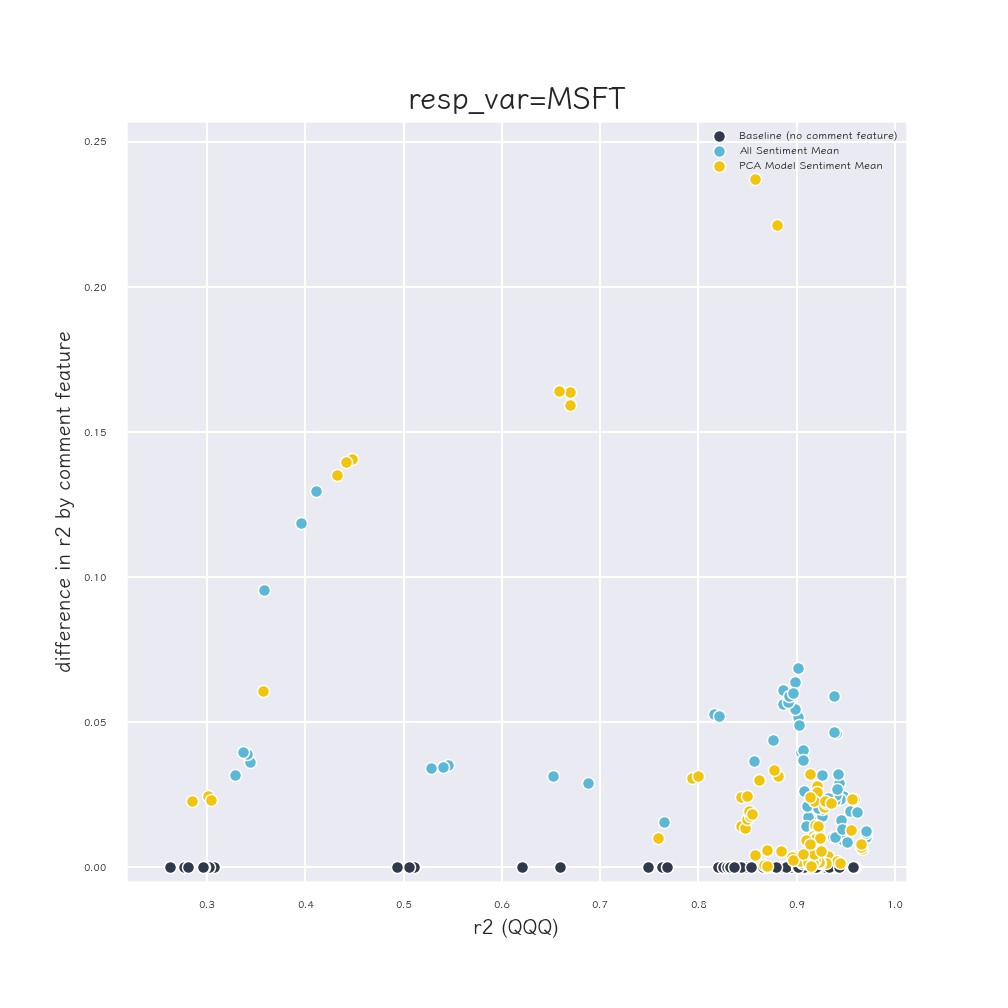 resp_var=MSFT
Baseline (no comment feature)
All Sentiment Mean
PCA Model Sentiment Mean
difference in r2 by comment feature
0.25
0.20
0.15
0.10
0.05
0.00
0.3 0.4 0.5 0.6 0.7 0.8 0.9 1.0
r2 (QQQ)